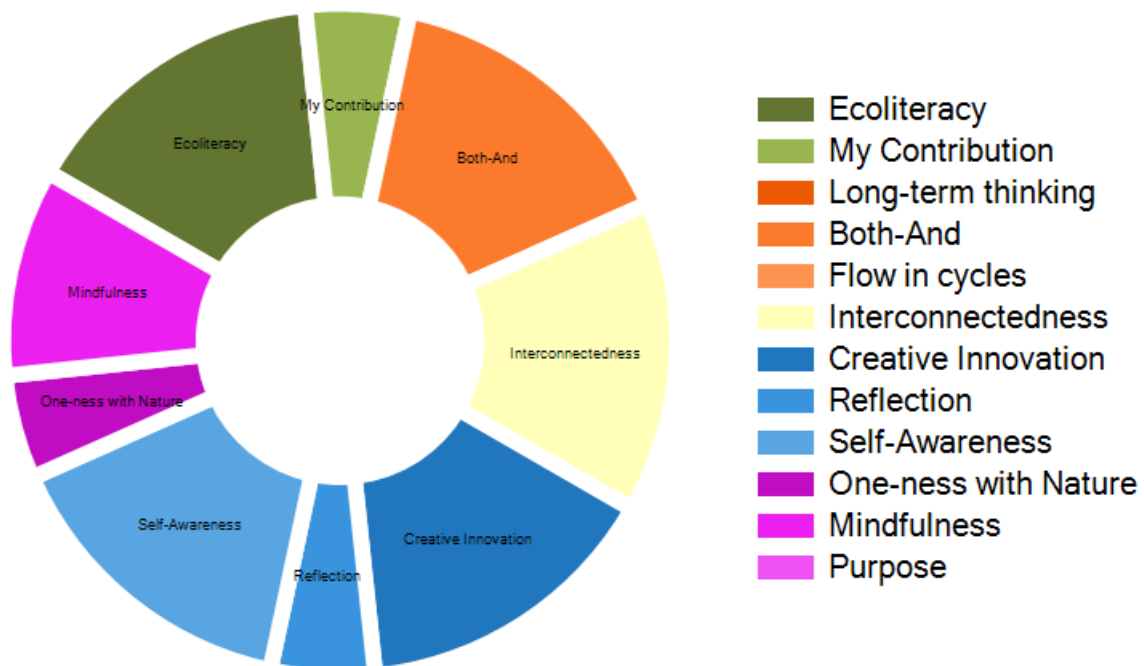 My Contribution
Ecoliteracy
Both-And
Mindfulness
Interconnectedness
One-ness with Nature
Self-Awareness
Creative Innovation
Reflection
Ecoliteracy
My Contribution
Long-term thinking
Both-And
Flow in cycles
Interconnectedness
Creative Innovation
Reflection
Self-Awareness
One-ness with Nature
Mindfulness
Purpose